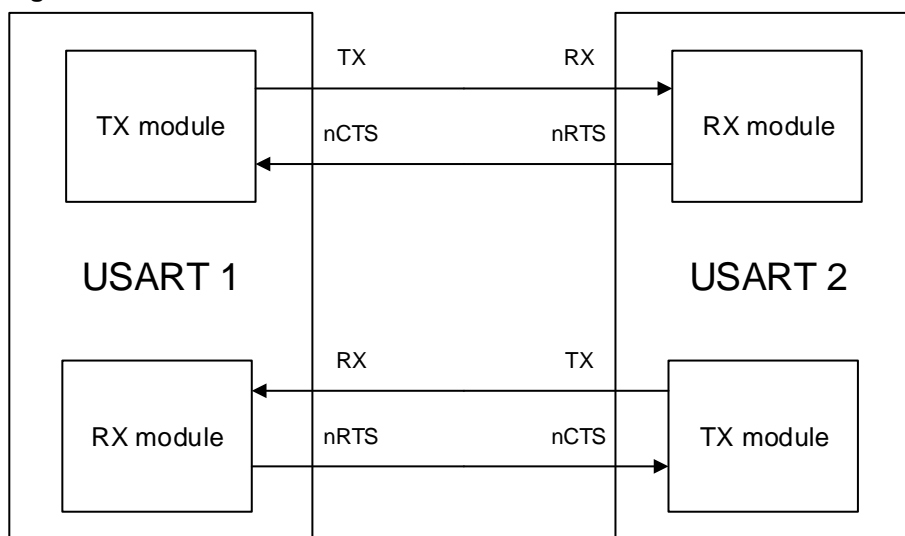 TX RX
TX module RX module
nCTS nRTS
USART 1 USART 2
RX TX
RX module TX module
nRTS nCTS